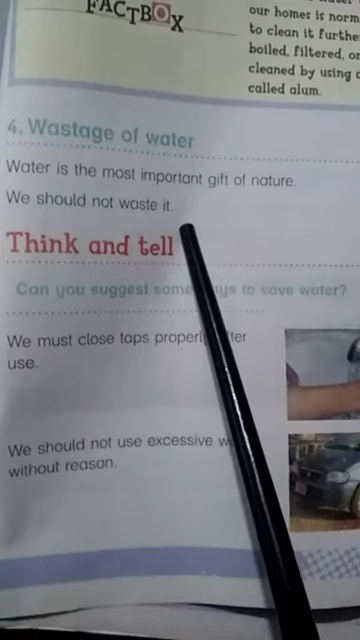 FACTBOX
our homes is norm
to clean it furthe
boiled, filtered, or
cleaned by using a
called alum.
4. Wastage of water
Water is the most important gift of nature.
We should not waste it.
Think and tell
Can you suggest some ys to save water?
We must close taps properl ter
use.
We should not use excessive w
without reason.